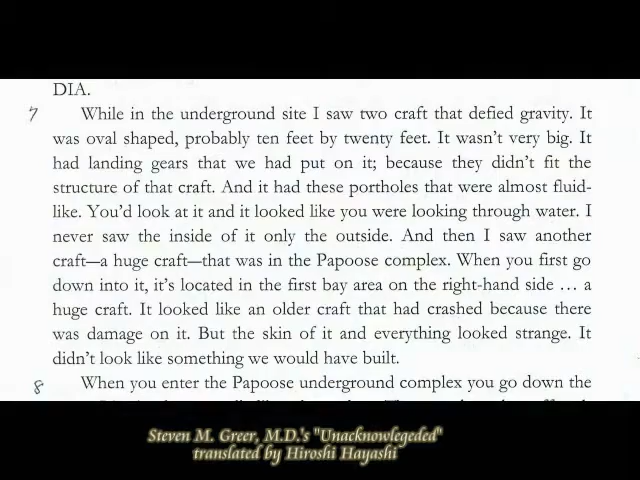 DIA.
7 While in the underground site I saw two craft that defied gravity. It
was oval shaped, probably ten feet by twenty feet. It wasn't very big. It
had landing gears that we had put on it; because they didn't fit the
structure of that craft. And it had these portholes that were almost fluid-
like. You'd look at it and it looked like you were looking through water. I
never saw the inside of it only the outside. And then I saw another
craft—a huge craft—that was in the Papoose complex. When you first go
down into it, it's located in the first bay area on the right-hand side … a
huge craft. It looked like an older craft that had crashed because there
was damage on it. But the skin of it and everything looked strange. It
didn't look like something we would have built.
8 When you enter the Papoose underground complex you go down the
Steven M. Greer, M.D.'s "Unacknowlegeded"
translated by Hiroshi Hayashi